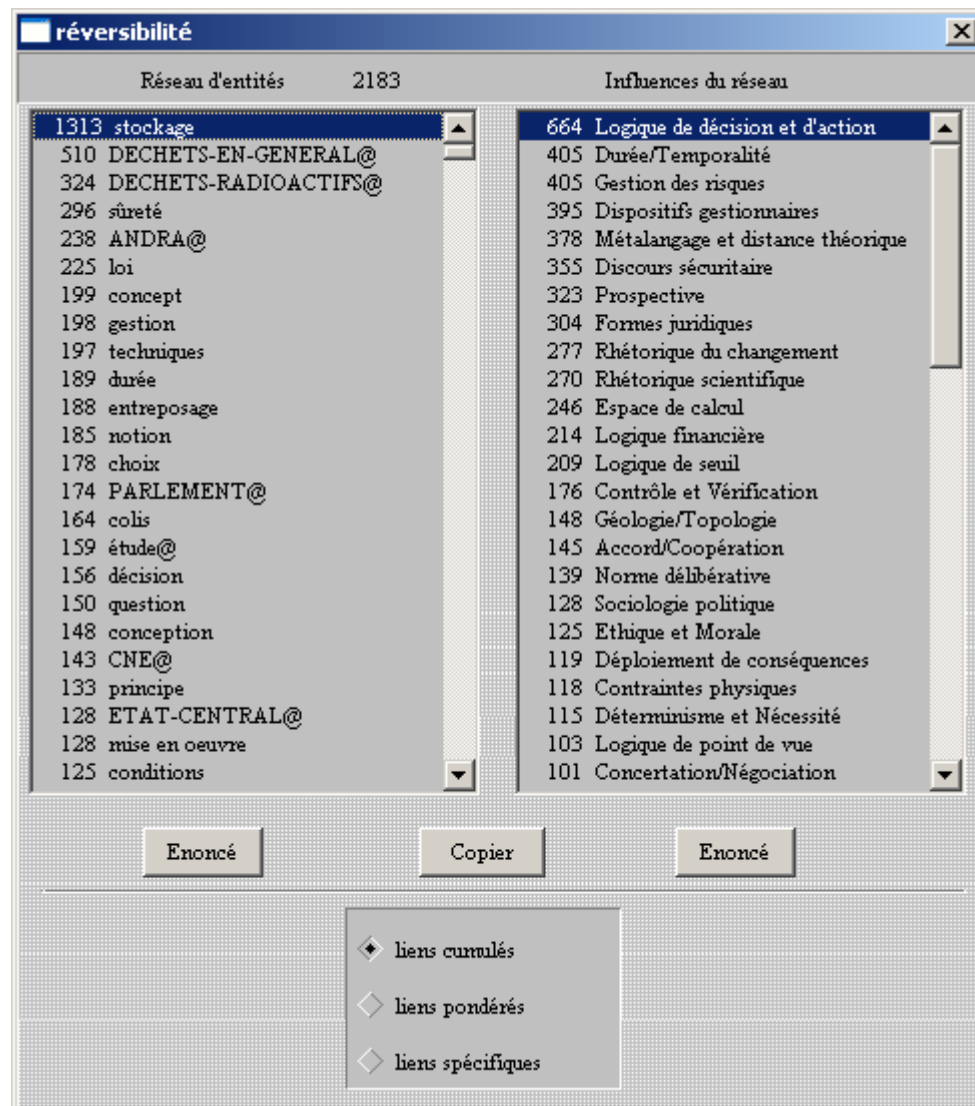 réversibilité
Réseau d'entités 2183
Influences du réseau
1313 stockage
510 DECHETS-EN-GENERAL@
324 DECHETS-RADIOACTIFS@
296 sûreté
238 ANDRA@
225 loi
199 concept
198 gestion
197 techniques
189 durée
188 entreposage
185 notion
178 choix
174 PARLEMENT@
164 colis
159 étude@
156 décision
150 question
148 conception
143 CNE@
133 principe
128 ETAT-CENTRAL@
128 mise en oeuvre
125 conditions
664 Logique de décision et d'action
405 Durée/Temporalité
405 Gestion des risques
395 Dispositifs gestionnaires
378 Métalangage et distance théorique
355 Discours sécuritaire
323 Prospective
304 Formes juridiques
277 Rhétorique du changement
270 Rhétorique scientifique
246 Espace de calcul
214 Logique financière
209 Logique de seuil
176 Contrôle et Vérification
148 Géologie/Topologie
145 Accord/Coopération
139 Norme délibérative
128 Sociologie politique
125 Ethique et Morale
119 Déploiement de conséquences
118 Contraintes physiques
115 Déterminisme et Nécessité
103 Logique de point de vue
101 Concertation/Négociation
Enoncé
Copier
Enoncé
liens cumulés
liens pondérés
liens spécifiques